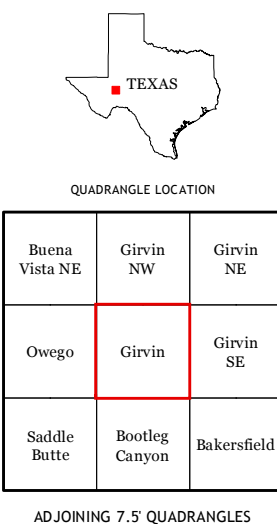 TEXAS
QUADRANGLE LOCATION
Buena
Vista NE
Girvin
NW
Girvin
NE
Owego
Girvin
Girvin
SE
Saddle
Butte
Bootleg
Canyon
Bakersfield
ADJOINING 7.5' QUADRANGLES